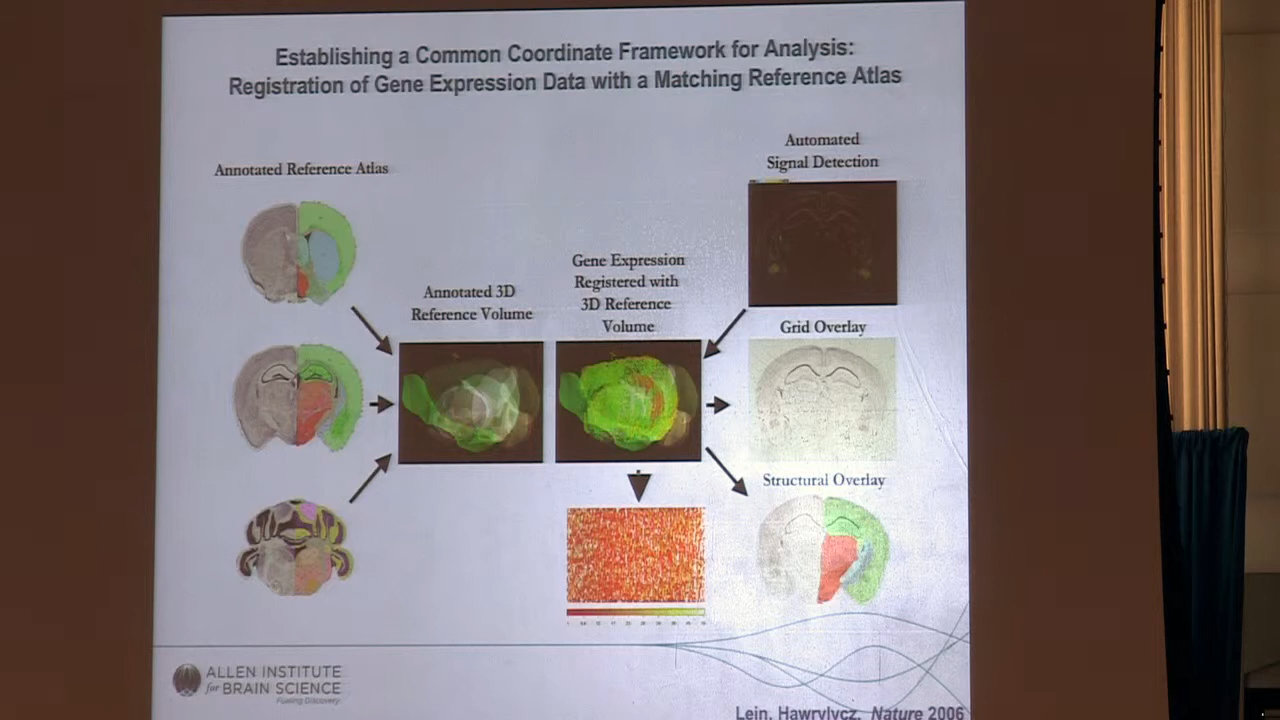 Establishing a Common Coordinate Framework for Analysis:
Registration of Gene Expression Data with a Matching Reference Atlas
Annotated Reference Atlas
Annotated 3D
Reference Volume
Gene Expression
Registered with
3D Reference
Volume
Automated
Signal Detection
Grid Overlay
Structural Overlay
ALLEN INSTITUTE
for BRAIN SCIENCE
Fueling Discovery
Lein, Hawrylycz, Nature 2006